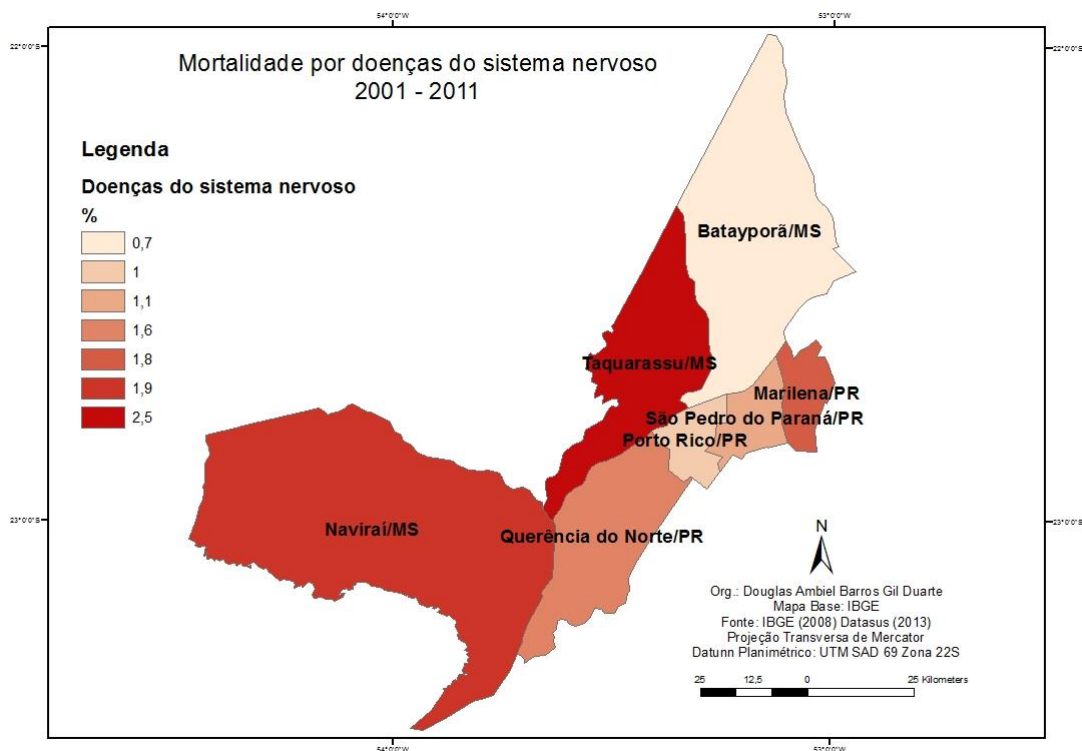 54°0'0"W
53°0'0"W
22°0'0"S
22°0'0"S
Mortalidade por doenças do sistema nervoso
2001 - 2011
Legenda
Doenças do sistema nervoso
%
0,7
1
1,1
1,6
1,8
1,9
2,5
Batayporã/MS
Taquarassu/MS
Marilena/PR
São Pedro do Paraná/PR
Porto Rico/PR
Naviraí/MS
Querência do Norte/PR
23°0'0"S
23°0'0"S
N
Org.: Douglas Ambiel Barros Gil Duarte
Mapa Base: IBGE
Fonte: IBGE (2008) Datasus (2013)
Projeção Transversa de Mercator
Datunn Planimétrico: UTM SAD 69 Zona 22S
25 12,5 0 25 Kilometers
54°0'0"W
53°0'0"W